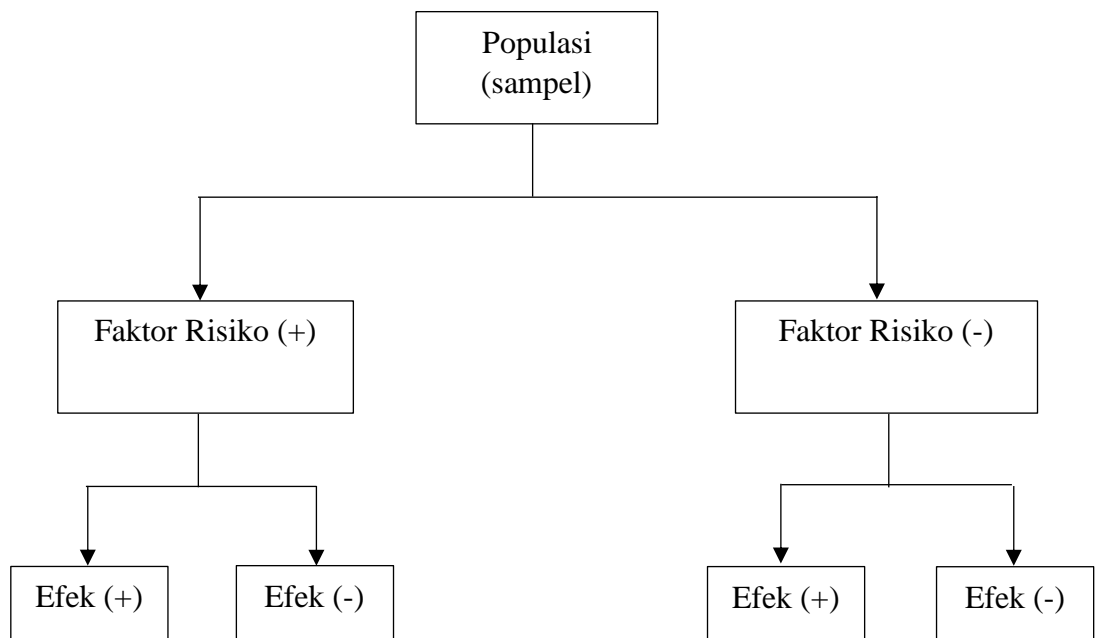 Populasi
(sampel)
Faktor Risiko (+)
Faktor Risiko (-)
Efek (+)
Efek (-)
Efek (+)
Efek (-)